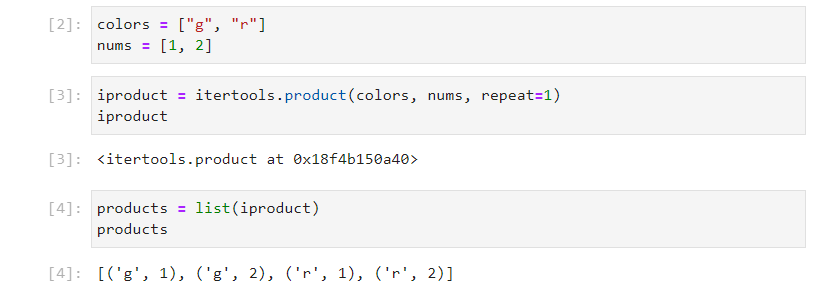 [2]: colors = ["g", "r"]
nums = [1, 2]
[3]: iproduct = itertools.product(colors, nums, repeat=1)
iproduct
[3]: <itertools.product at 0x18f4b150a40>
[4]: products = list(iproduct)
products
[4]: [('g', 1), ('g', 2), ('r', 1), ('r', 2)]